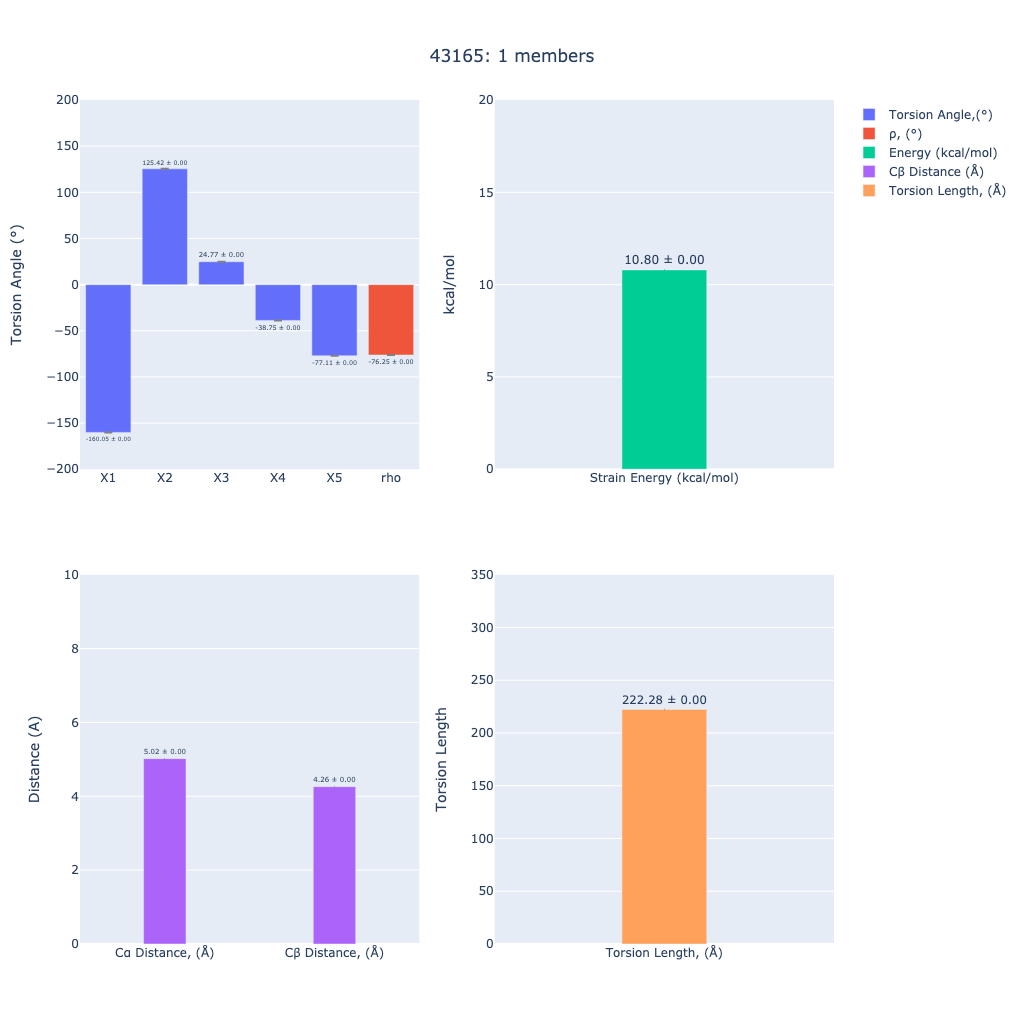 43165: 1 members
200
150
100
50
0
−50
−100
−150
−200
Torsion Angle (°)
125.42 ± 0.00
24.77 ± 0.00
-38.75 ± 0.00
-77.11 ± 0.00
-76.25 ± 0.00
-160.05 ± 0.00
X1
X2
X3
X4
X5
rho
20
15
10
5
0
kcal/mol
10.80 ± 0.00
Strain Energy (kcal/mol)
Torsion Angle,(°)
ρ, (°)
Energy (kcal/mol)
Cβ Distance (Å)
Torsion Length, (Å)
10
8
6
4
2
0
Distance (A)
5.02 ± 0.00
4.26 ± 0.00
Cα Distance, (Å)
Cβ Distance, (Å)
350
300
250
200
150
100
50
0
Torsion Length
222.28 ± 0.00
Torsion Length, (Å)